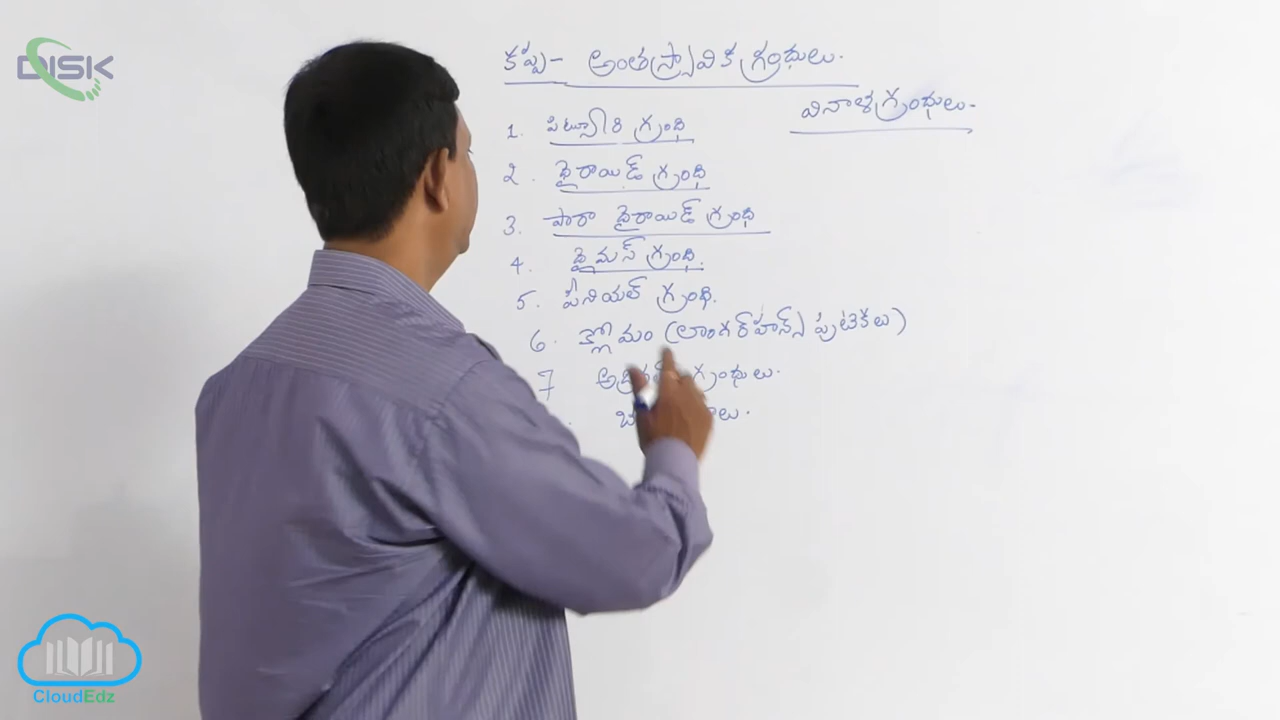 DISK
కప్ప- అంతస్స్రావిక గ్రంథులు.
వినాళగ్రంథులు.
1. పిట్యూటరి గ్రంధి
2. థైరాయిడ్ గ్రంధి
3. పారా థైరాయిడ్ గ్రంధి
4. థైమస్ గ్రంధి.
5. పీనియల్ గ్రంధి.
6. క్లోమం (లాంగర్‌హాన్స్ పుటికలు)
7 గ్రంథులు.
CloudEdz